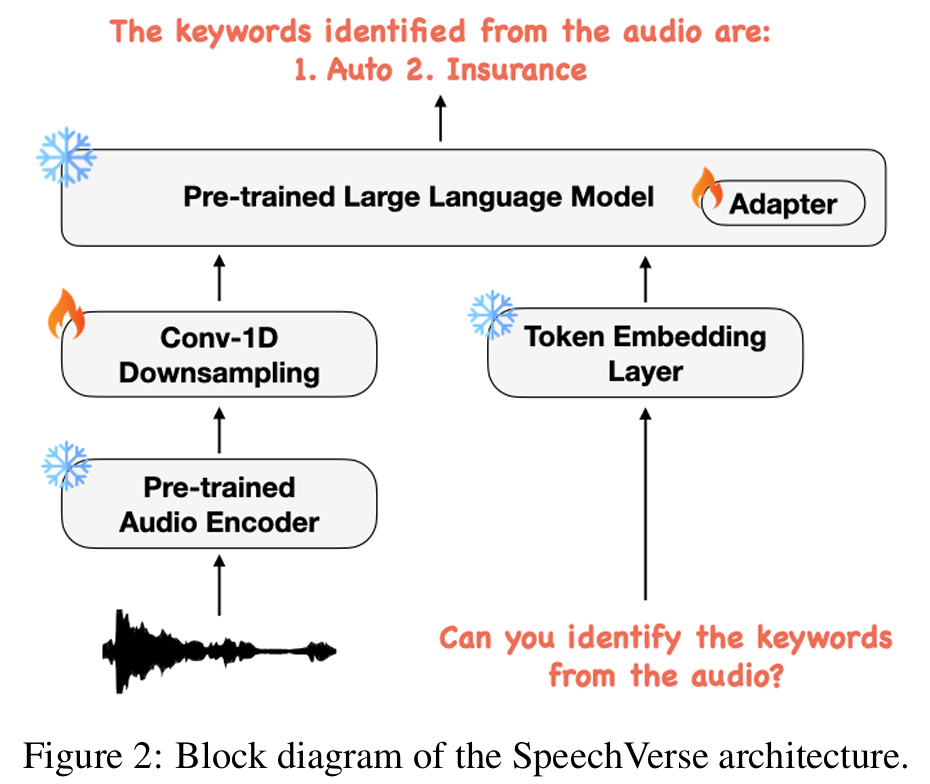 The keywords identified from the audio are:
1. Auto 2. Insurance
Pre-trained Large Language Model
Adapter
Conv-1D
Downsampling
Token Embedding
Layer
Pre-trained
Audio Encoder
Can you identify the keywords
from the audio?
Figure 2: Block diagram of the SpeechVerse architecture.